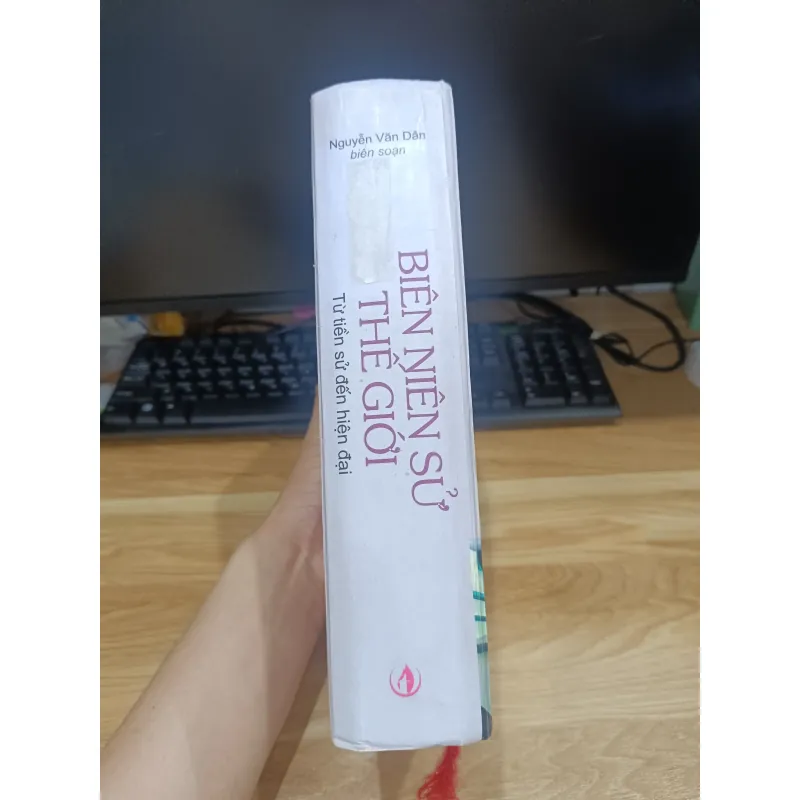 Nguyễn Văn Dân
biên soạn
BIÊN NIÊN SỬ
THẾ GIỚI
Từ tiền sử đến hiện đại